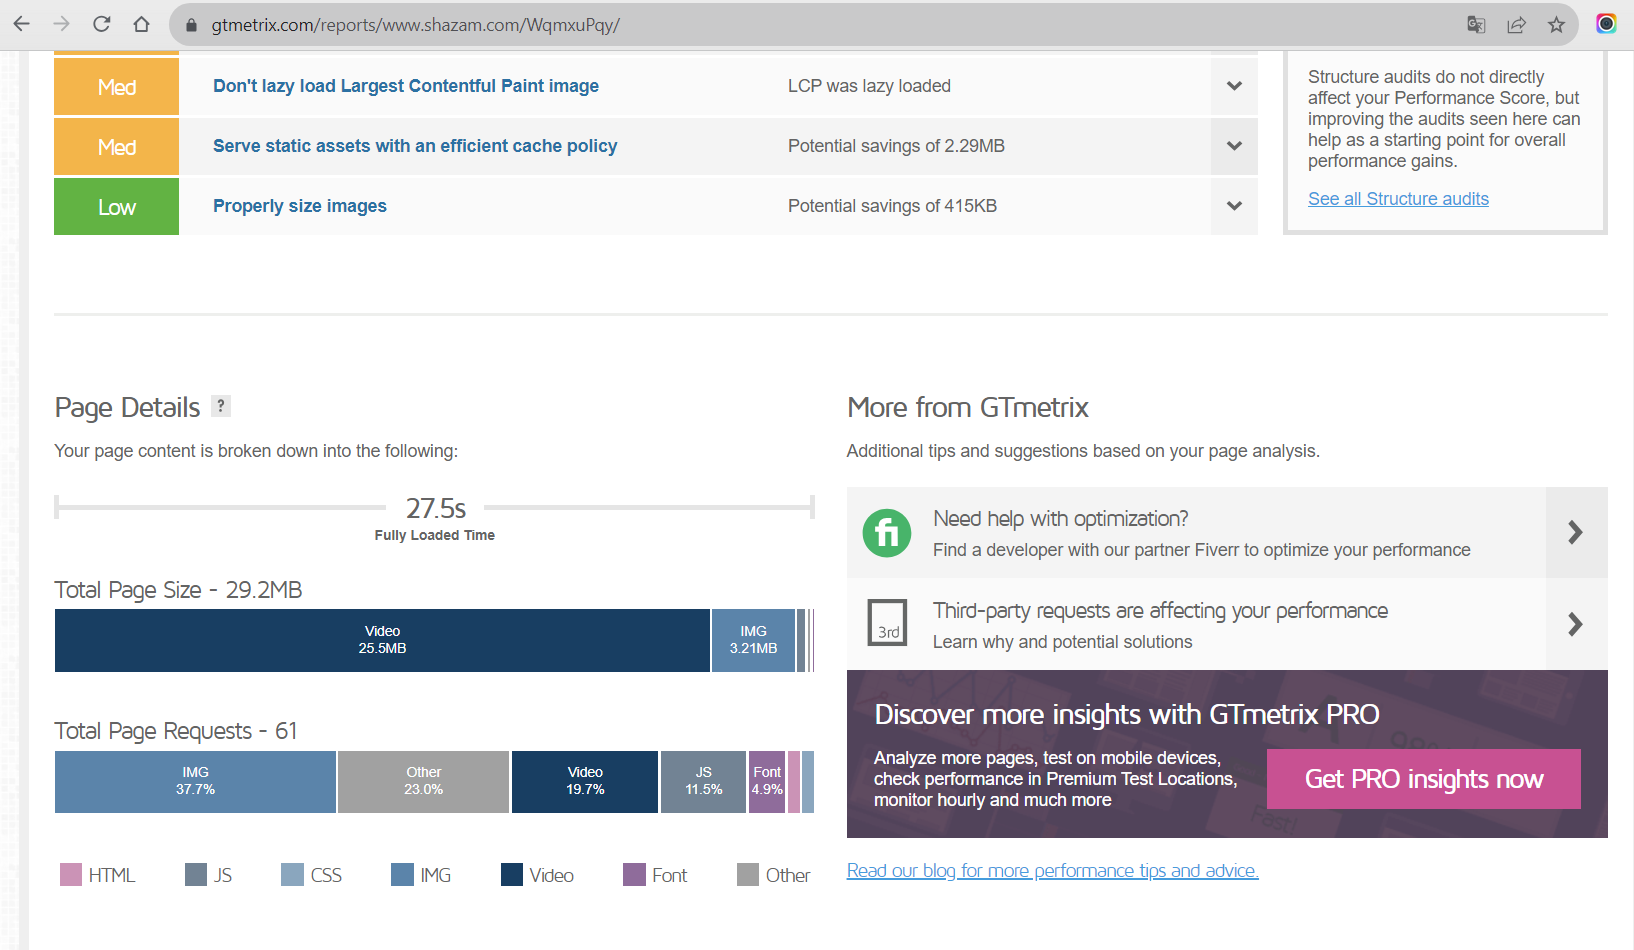 gtmetrix.com/reports/www.shazam.com/WqmxuPqy/
Med
Don't lazy load Largest Contentful Paint image
LCP was lazy loaded
Med
Serve static assets with an efficient cache policy
Potential savings of 2.29MB
Low
Properly size images
Potential savings of 415KB
Structure audits do not directly
affect your Performance Score, but
improving the audits seen here can
help as a starting point for overall
performance gains.
See all Structure audits
Page Details ?
Your page content is broken down into the following:
27.5s
Fully Loaded Time
Total Page Size - 29.2MB
Video
25.5MB
IMG
3.21MB
Total Page Requests - 61
IMG
37.7%
Other
23.0%
Video
19.7%
JS
11.5%
Font
4.9%
HTML
JS
CSS
IMG
Video
Font
Other
More from GTmetrix
Additional tips and suggestions based on your page analysis.
fi
Need help with optimization?
Find a developer with our partner Fiverr to optimize your performance
3rd
Third-party requests are affecting your performance
Learn why and potential solutions
Discover more insights with GTmetrix PRO
Analyze more pages, test on mobile devices,
check performance in Premium Test Locations,
monitor hourly and much more
Get PRO insights now
A
Fast!
Read our blog for more performance tips and advice.